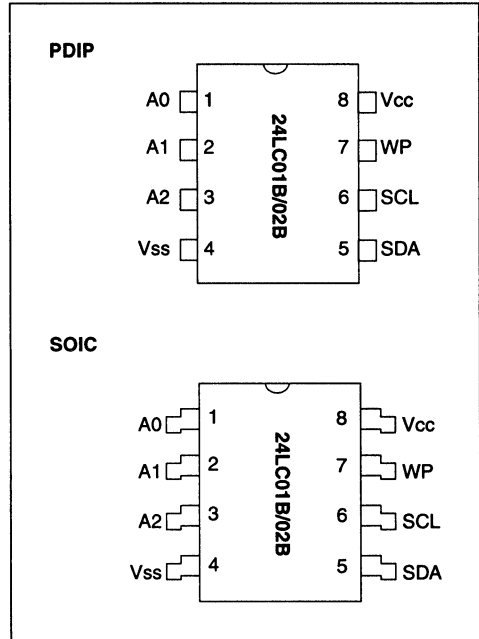 PDIP
A0 1 8 Vcc
A1 2 7 WP
A2 3 6 SCL
Vss 4 5 SDA
24LC01B/02B
SOIC
A0 1 8 Vcc
A1 2 7 WP
A2 3 6 SCL
Vss 4 5 SDA
24LC01B/02B